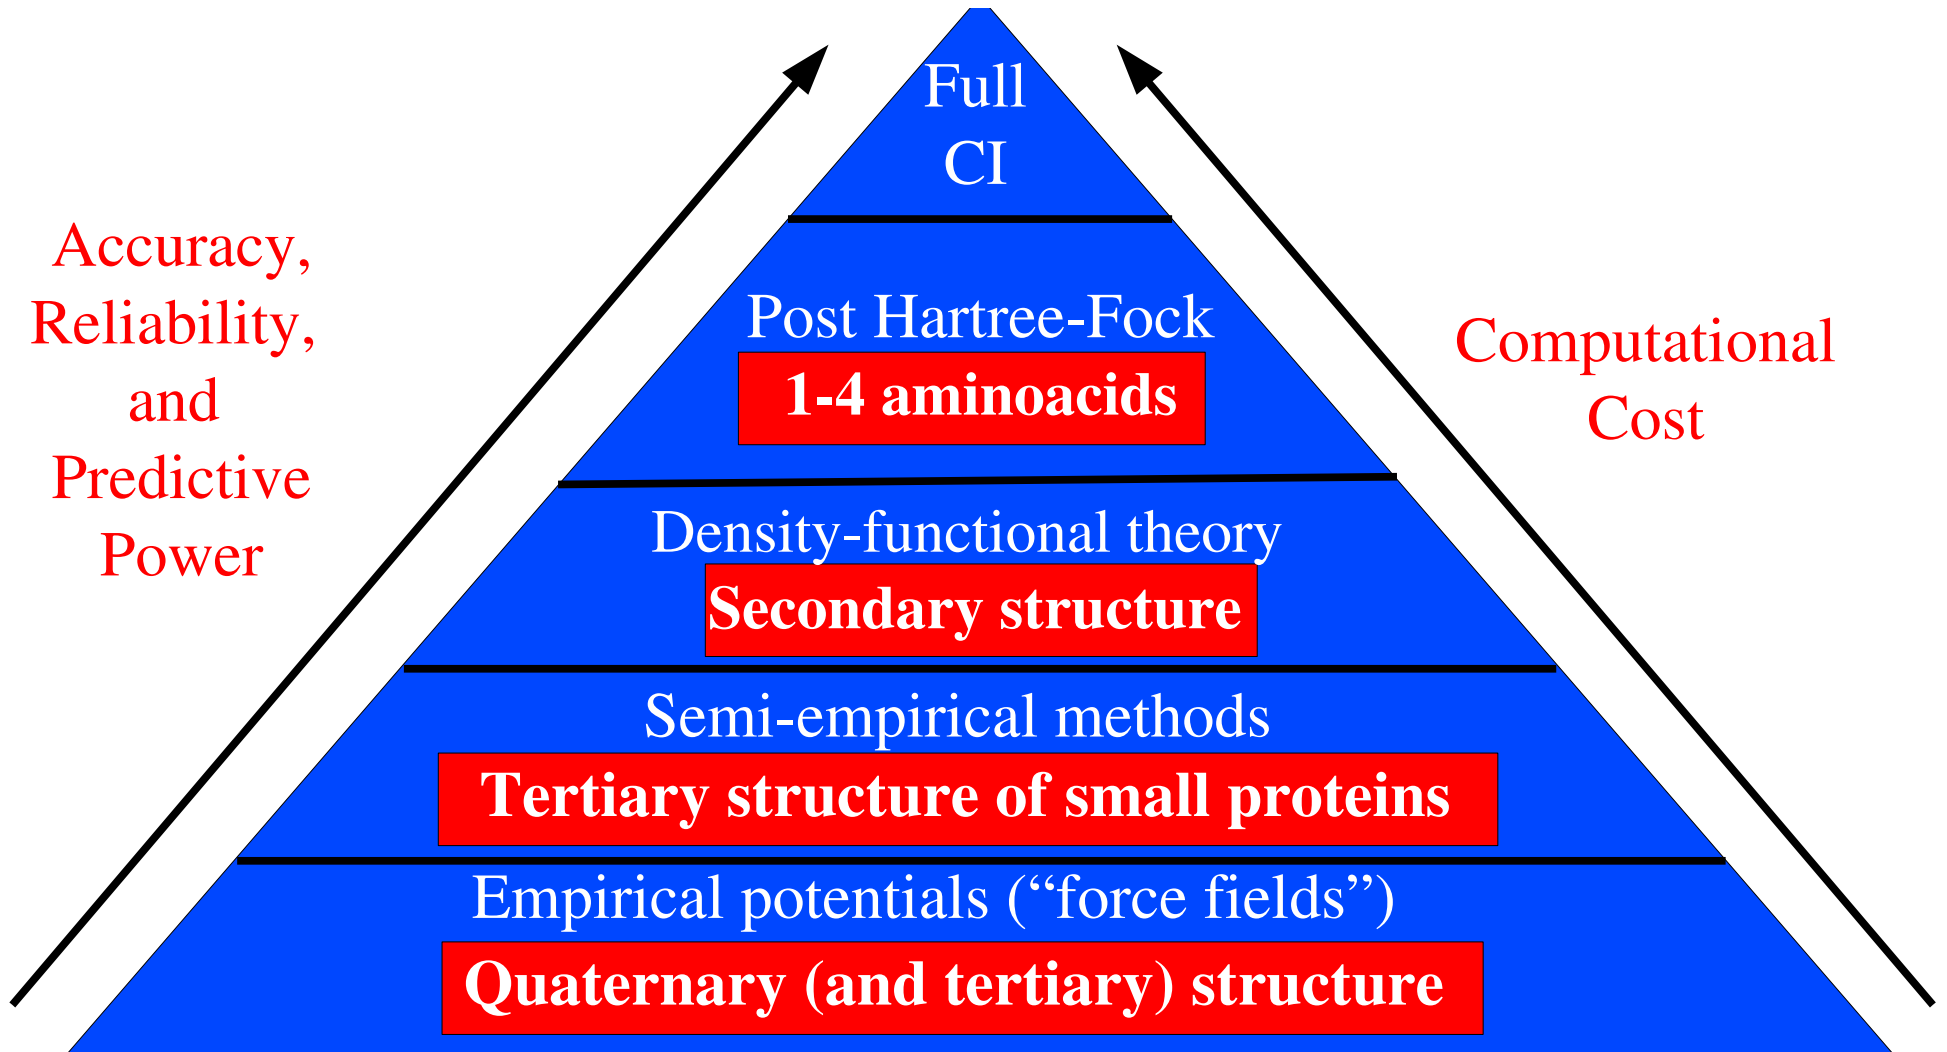 Full
CI
Accuracy,
Reliability,
and
Predictive
Power
Post Hartree-Fock
1-4 aminoacids
Computational
Cost
Density-functional theory
Secondary structure
Semi-empirical methods
Tertiary structure of small proteins
Empirical potentials (“force fields”)
Quaternary (and tertiary) structure